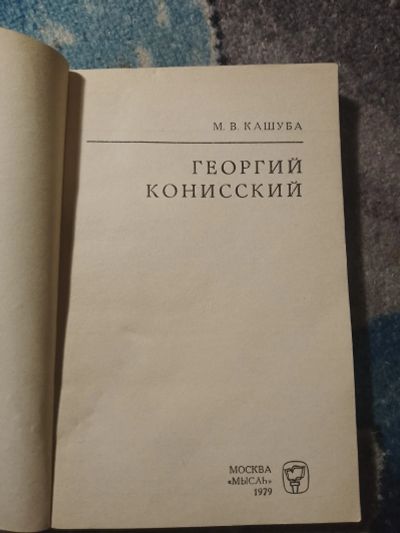 М. В. КАШУБА
ГЕОРГИЙ
КОНИССКИЙ
МОСКВА
«МЫСЛЬ»
1979